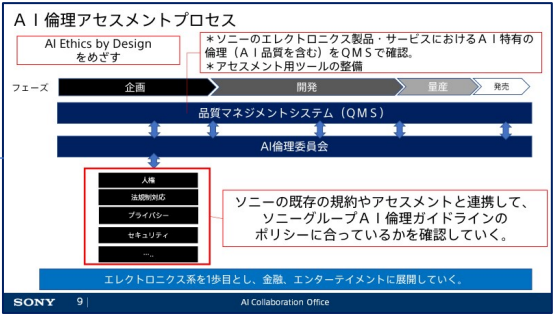 ＡＩ倫理アセスメントプロセス
AI Ethics by Design
をめざす
＊ソニーのエレクトロニクス製品・サービスにおけるＡＩ特有の
倫理（ＡＩ品質を含む）をＱＭＳで確認。
＊アセスメント用ツールの整備
フェーズ
企画
開発
量産
発売
品質マネジメントシステム（ＱＭＳ）
AI倫理委員会
人権
法規制対応
プライバシー
セキュリティ
…..
ソニーの既存の規約やアセスメントと連携して、
ソニーグループＡＩ倫理ガイドラインの
ポリシーに合っているかを確認していく。
エレクトロニクス系を1歩目とし、金融、エンターテイメントに展開していく。
SONY
9
AI Collaboration Office